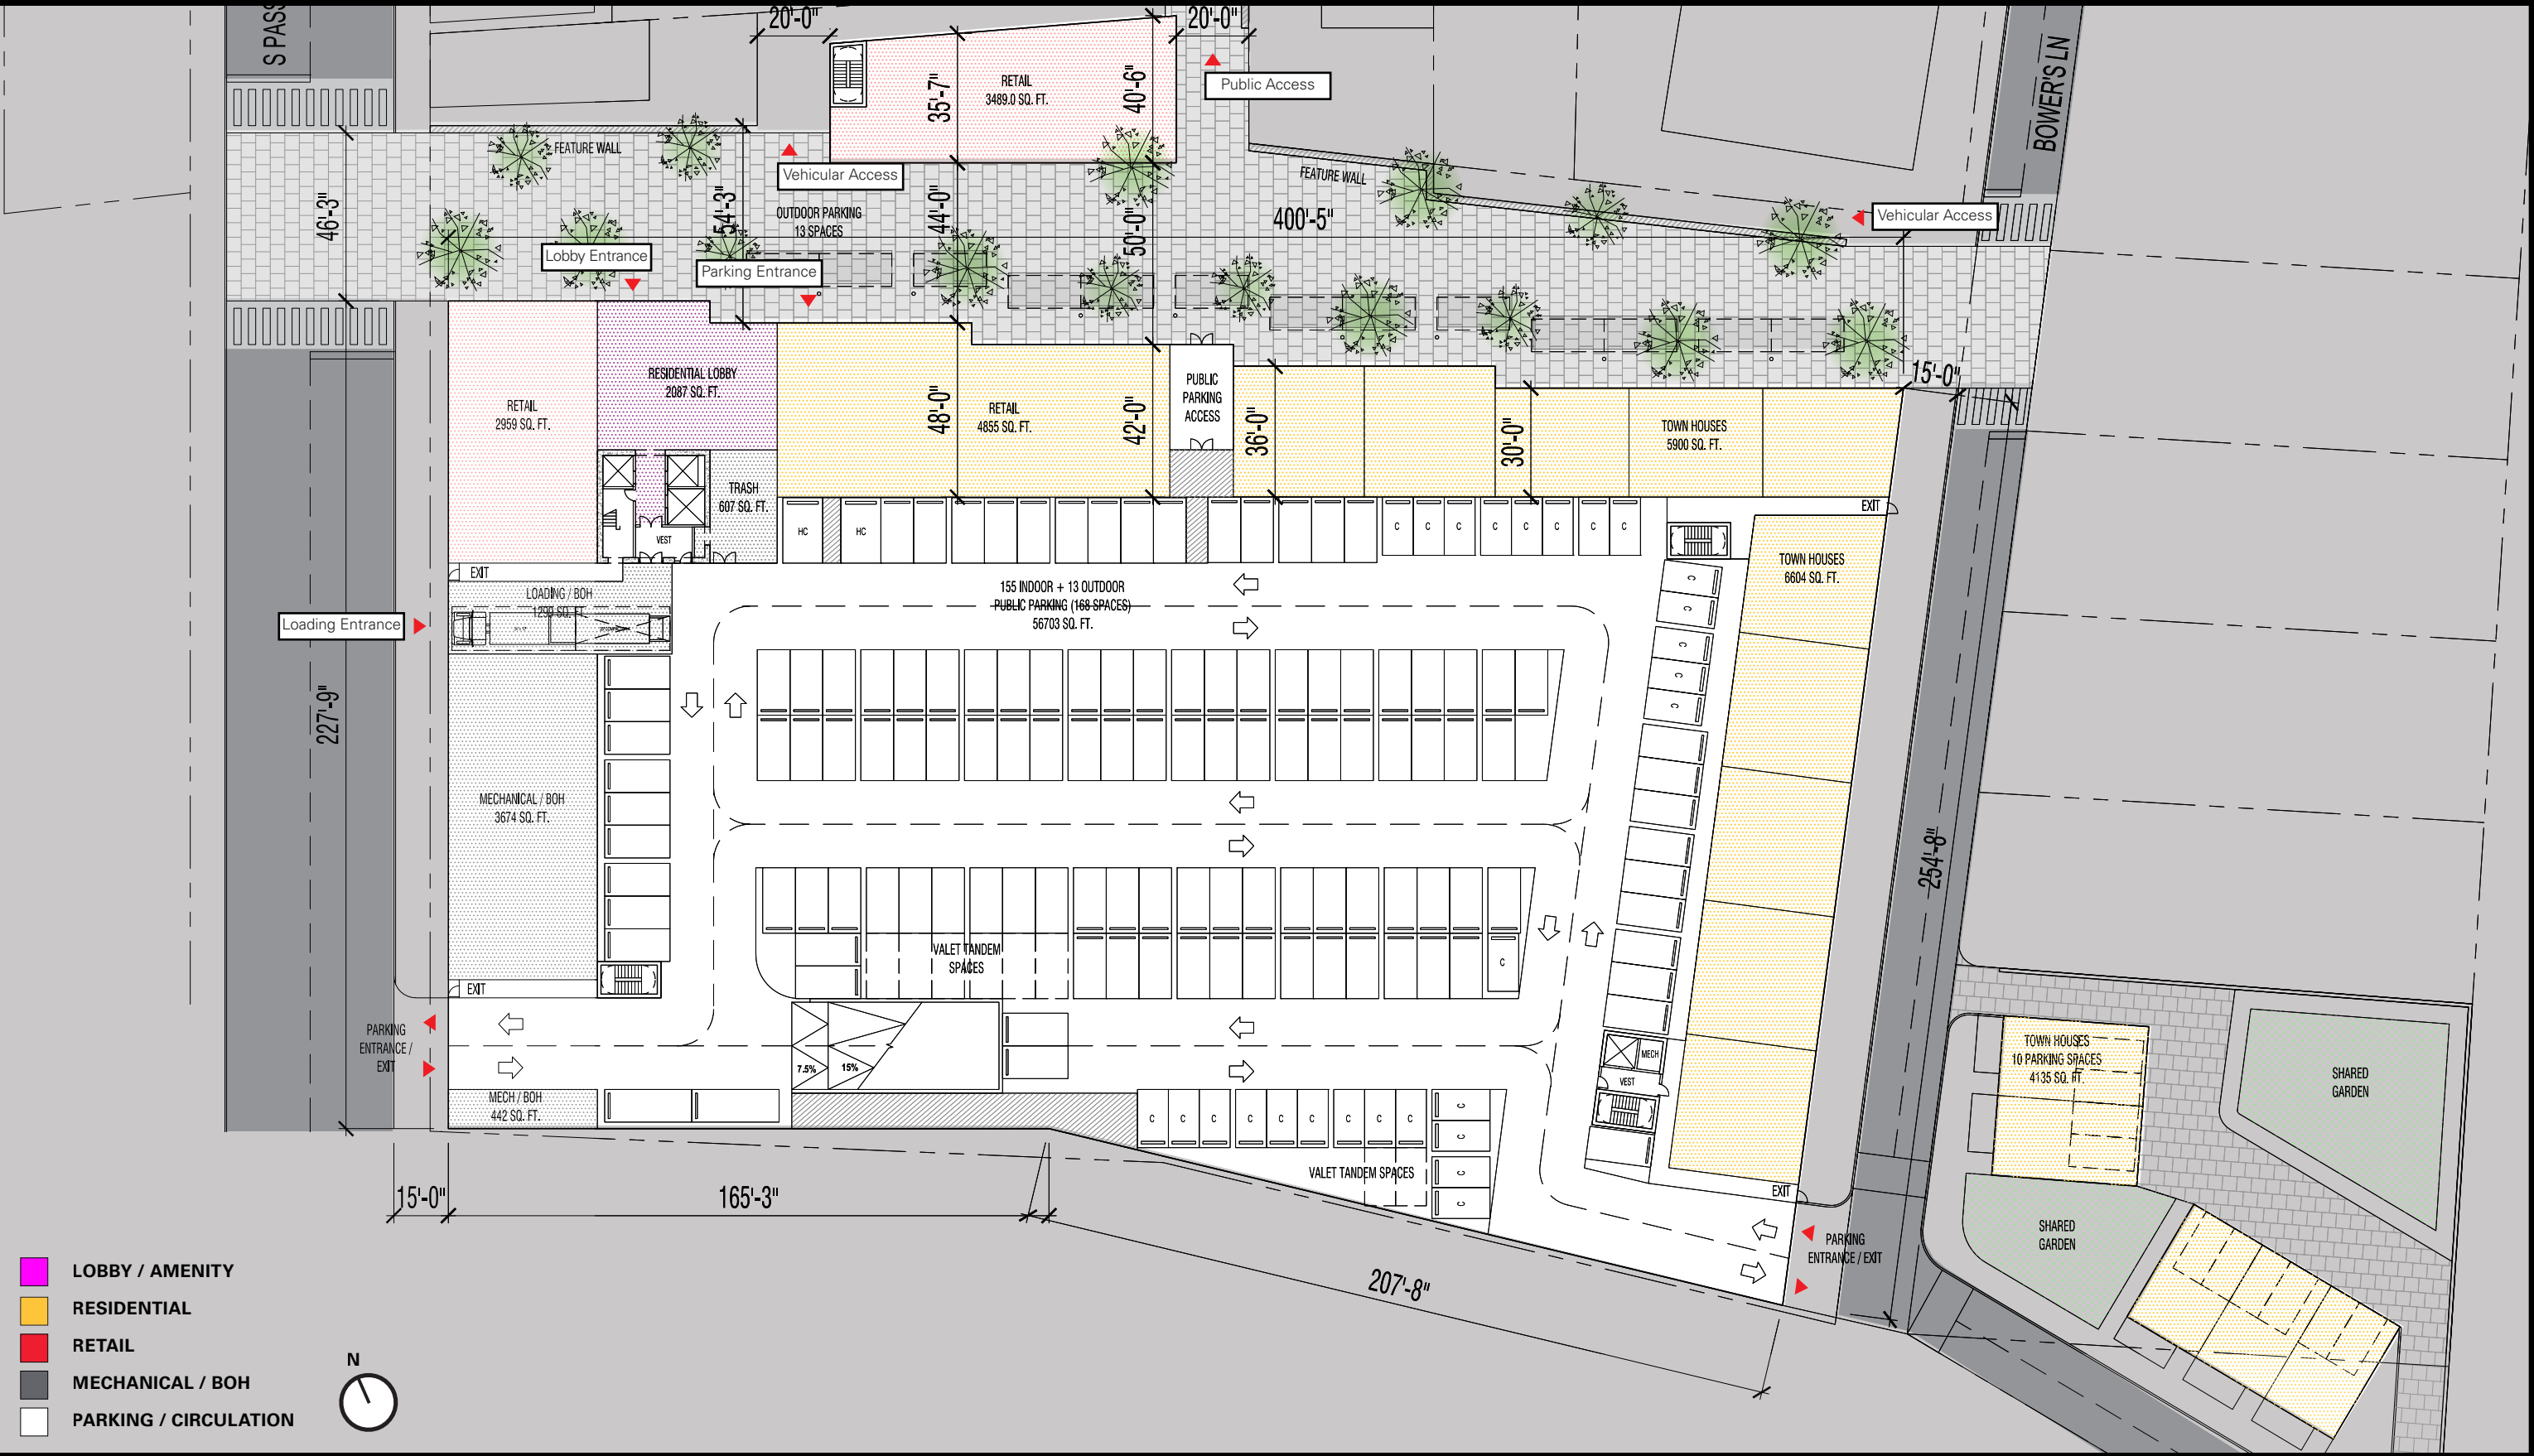 S PASS
20'-0"
20'-0"
BOWER'S LN
RETAIL
3489.0 SQ. FT.
35'-7"
40'-6"
Public Access
FEATURE WALL
Vehicular Access
FEATURE WALL
46'-3"
54'-3"
OUTDOOR PARKING
13 SPACES
44'-0"
50'-0"
400'-5"
Vehicular Access
Lobby Entrance
Parking Entrance
RESIDENTIAL LOBBY
2087 SQ. FT.
RETAIL
2959 SQ. FT.
48'-0"
RETAIL
4855 SQ. FT.
42'-0"
PUBLIC
PARKING
ACCESS
36'-0"
30'-0"
TOWN HOUSES
5900 SQ. FT.
15'-0"
TRASH
607 SQ. FT.
VEST
HC
HC
C
C
C
C
C
C
C
C
EXIT
EXIT
LOADING / BOH
1299 SQ. FT.
Loading Entrance
155 INDOOR + 13 OUTDOOR
PUBLIC PARKING (168 SPACES)
56703 SQ. FT.
TOWN HOUSES
6604 SQ. FT.
C
C
C
C
C
227'-9"
MECHANICAL / BOH
3674 SQ. FT.
254'-8"
VALET TANDEM
SPACES
C
EXIT
PARKING
ENTRANCE /
EXIT
7.5%
15%
MECH
VEST
MECH / BOH
442 SQ. FT.
C
C
C
C
C
C
C
C
C
C
C
C
C
VALET TANDEM SPACES
TOWN HOUSES
10 PARKING SPACES
4135 SQ. FT.
SHARED
GARDEN
SHARED
GARDEN
EXIT
PARKING
ENTRANCE / EXIT
15'-0"
165'-3"
207'-8"
LOBBY / AMENITY
RESIDENTIAL
RETAIL
MECHANICAL / BOH
PARKING / CIRCULATION
N